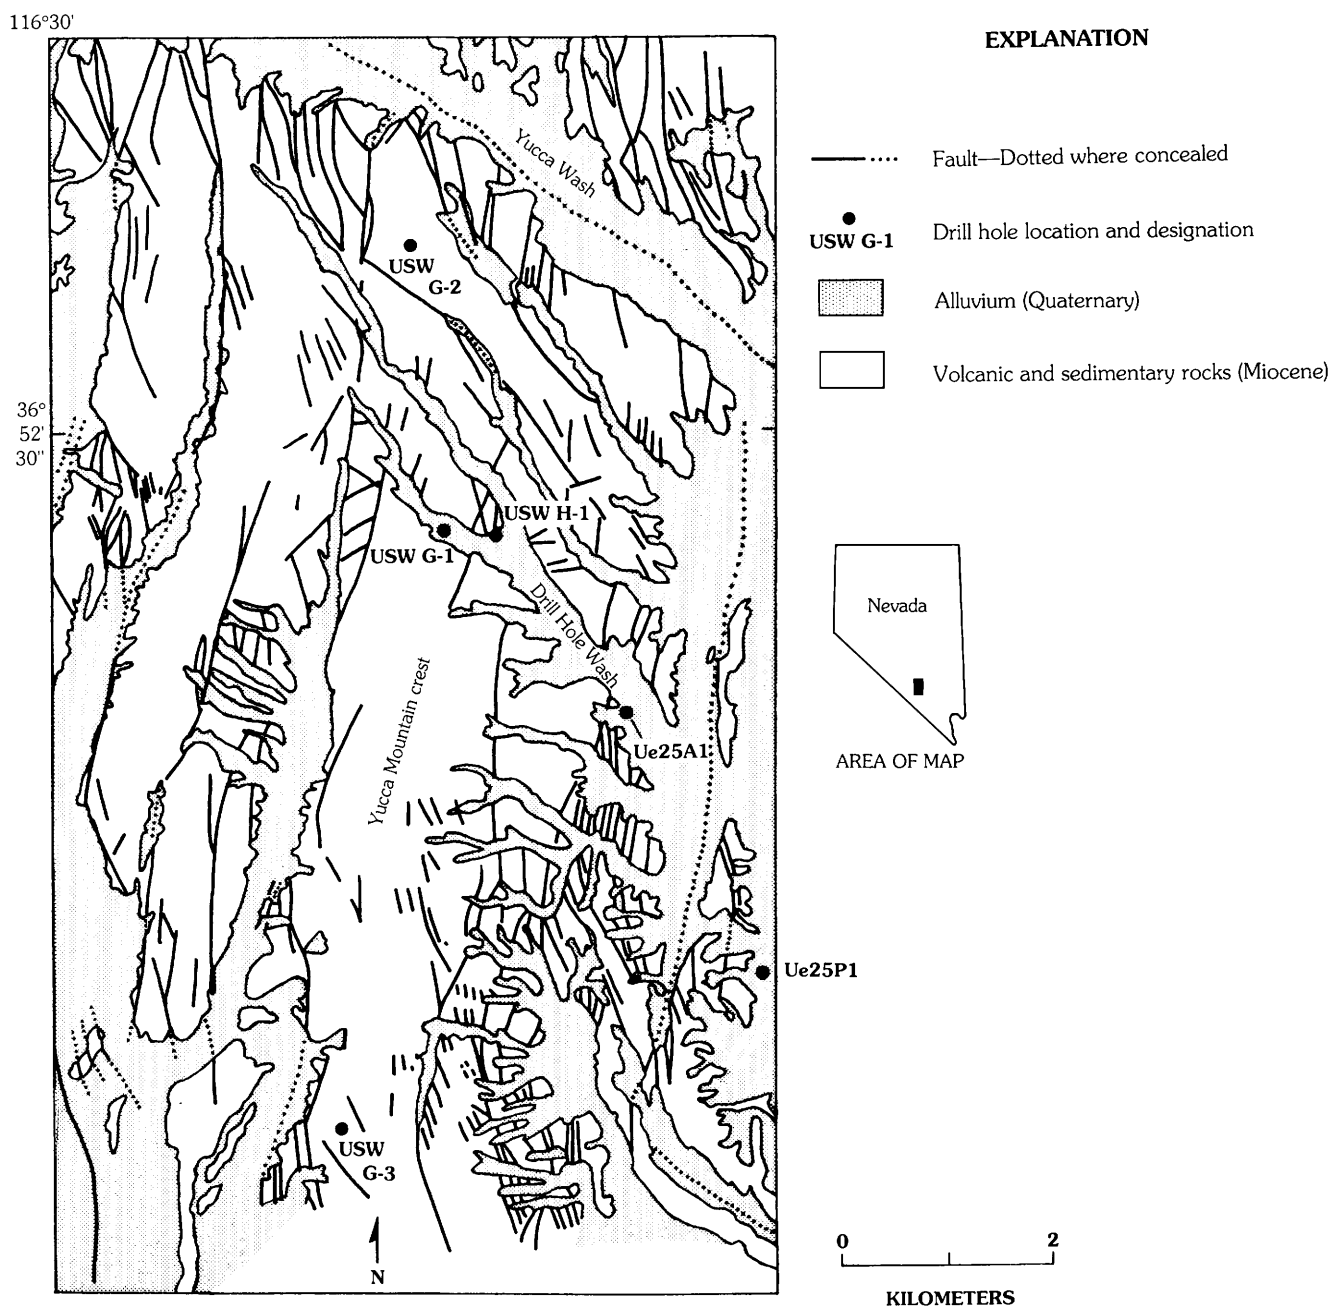 116°30'
EXPLANATION
Yucca Wash
Fault—Dotted where concealed
USW G-1
Drill hole location and designation
USW
G-2
Alluvium (Quaternary)
Volcanic and sedimentary rocks (Miocene)
36°
52'
30"
USW H-1
USW G-1
Drill Hole Wash
Nevada
Yucca Mountain crest
Ue25A1
AREA OF MAP
Ue25P1
USW
G-3
N
0 2
KILOMETERS